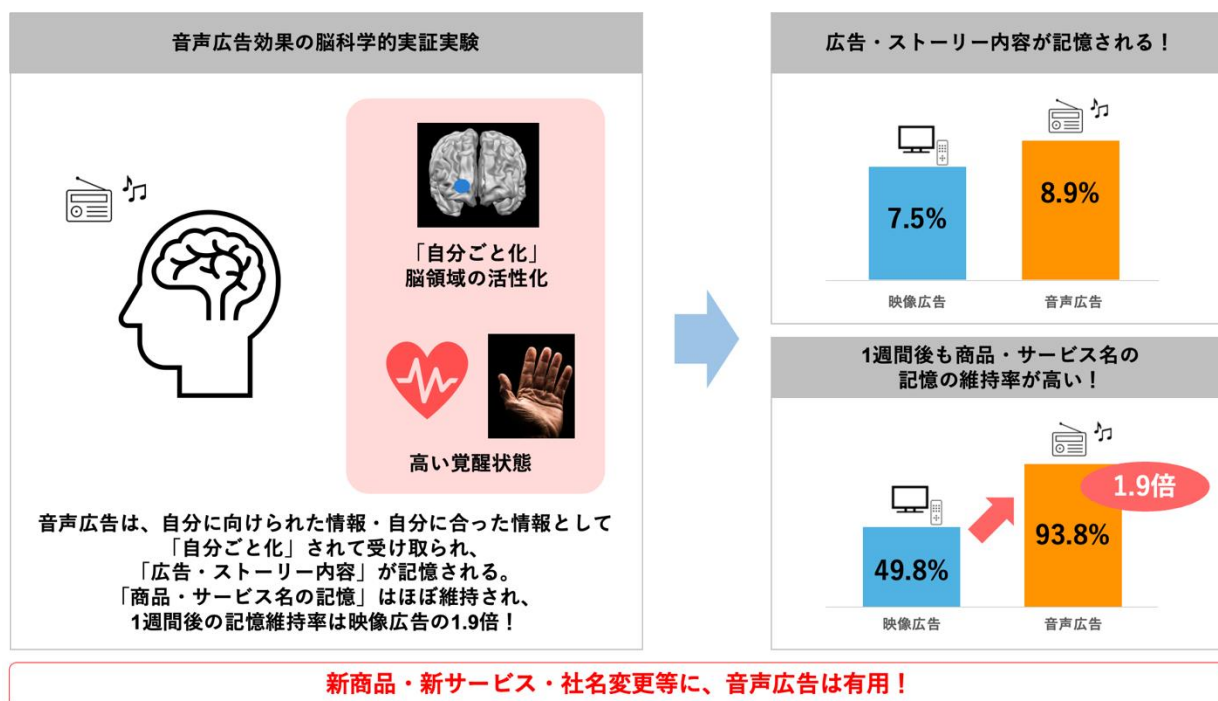 音声広告効果の脳科学的実証実験
「自分ごと化」
脳領域の活性化
高い覚醒状態
音声広告は、自分に向けられた情報・自分に合った情報として
「自分ごと化」されて受け取られ、
「広告・ストーリー内容」が記憶される。
「商品・サービス名の記憶」はほぼ維持され、
1週間後の記憶維持率は映像広告の1.9倍！
広告・ストーリー内容が記憶される！
7.5%
8.9%
映像広告
音声広告
1週間後も商品・サービス名の
記憶の維持率が高い！
1.9倍
49.8%
93.8%
映像広告
音声広告
新商品・新サービス・社名変更等に、音声広告は有用！